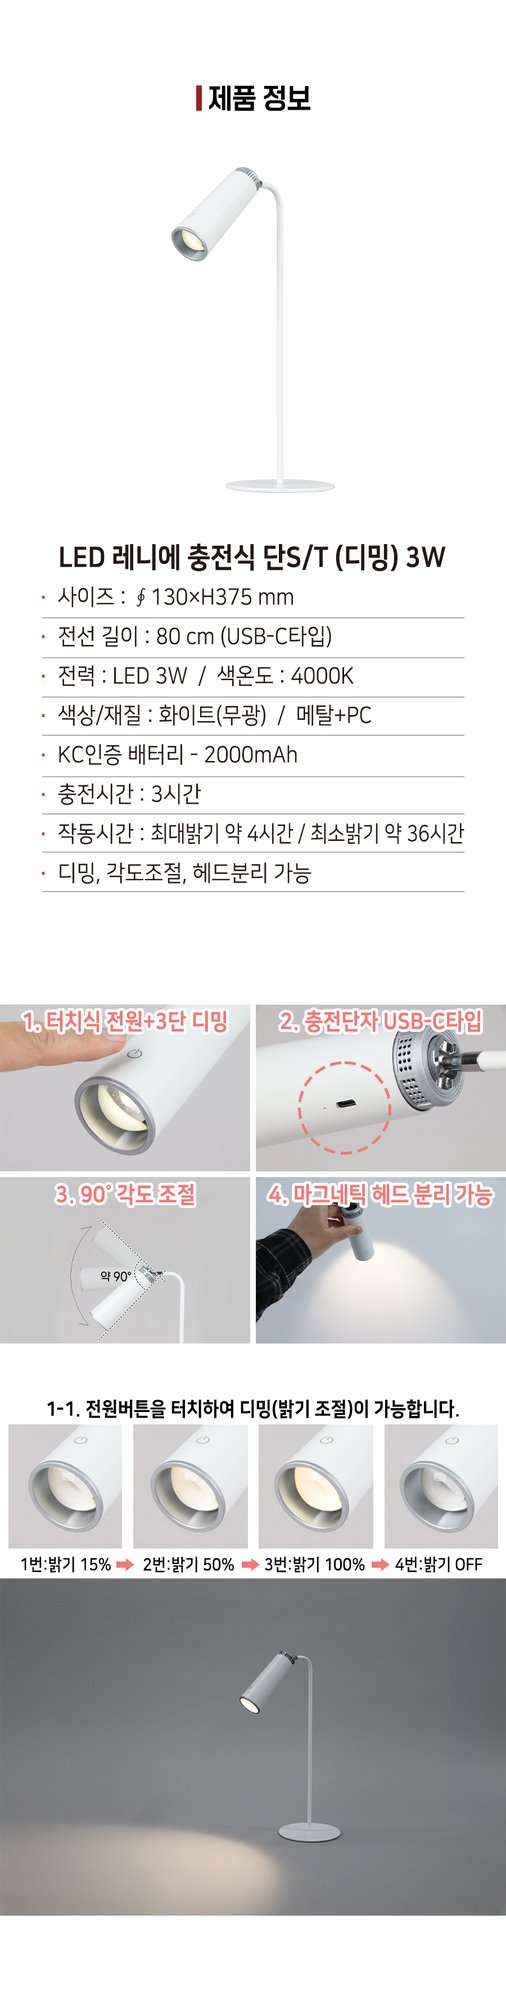 제품 정보
LED 레니에 충전식 단S/T (디밍) 3W
· 사이즈 : ∮130×H375 mm
· 전선 길이 : 80 cm (USB-C타입)
· 전력 : LED 3W / 색온도 : 4000K
· 색상/재질 : 화이트(무광) / 메탈+PC
· KC인증 배터리 - 2000mAh
· 충전시간 : 3시간
· 작동시간 : 최대밝기 약 4시간 / 최소밝기 약 36시간
· 디밍, 각도조절, 헤드분리 가능
1. 터치식 전원+3단 디밍
2. 충전단자 USB-C타입
3. 90° 각도 조절
약 90°
4. 마그네틱 헤드 분리 가능
1-1. 전원버튼을 터치하여 디밍(밝기 조절)이 가능합니다.
1번:밝기 15% ➡ 2번:밝기 50% ➡ 3번:밝기 100% ➡ 4번:밝기 OFF